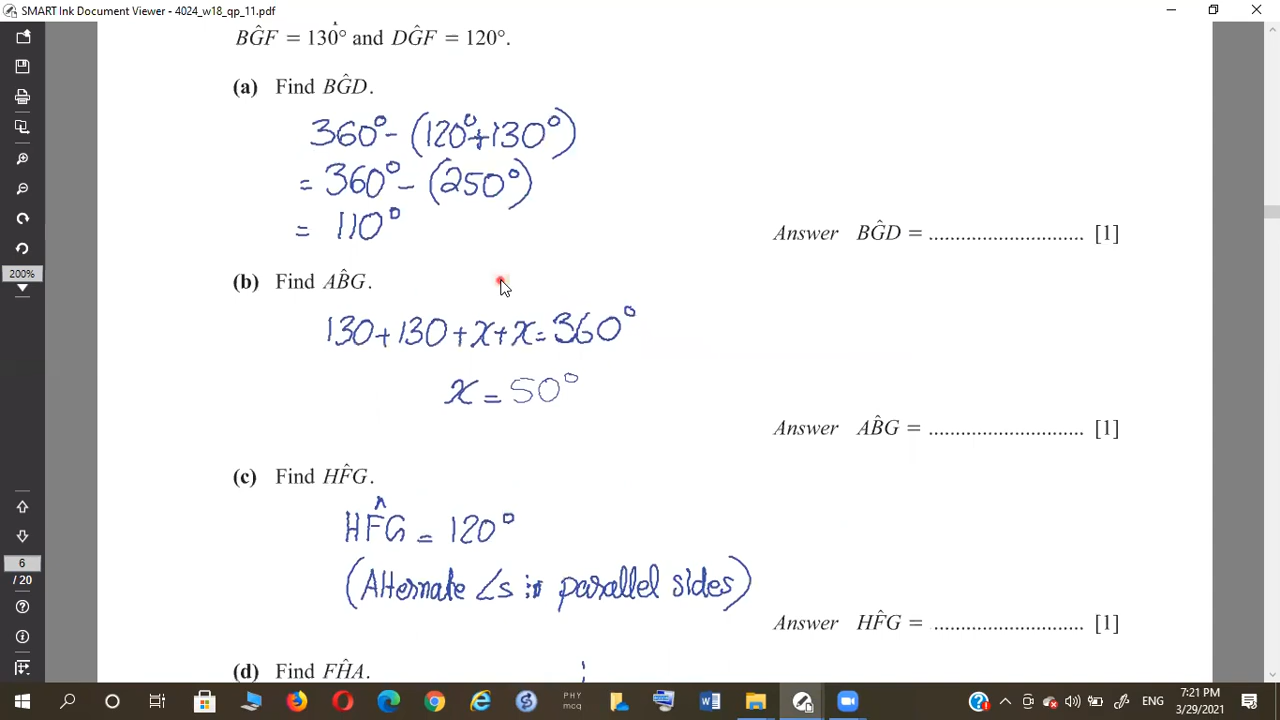 SMART Ink Document Viewer - 4024_w18_qp_11.pdf
BĜF = 130° and DĜF = 120°.
(a) Find BĜD.
360° - (120°+130°)
= 360° - (250°)
= 110°
Answer BĜD = .............................. [1]
(b) Find AB̂G.
130+130+x+x=360°
x = 50°
Answer AB̂G = .............................. [1]
(c) Find HF̂G.
HF̂G = 120°
(Alternate ∠s in parallel sides)
Answer HF̂G = ............................. [1]
(d) Find FĤA.
200%
6
/ 20
PHY
mcq
ENG
7:21 PM
3/29/2021